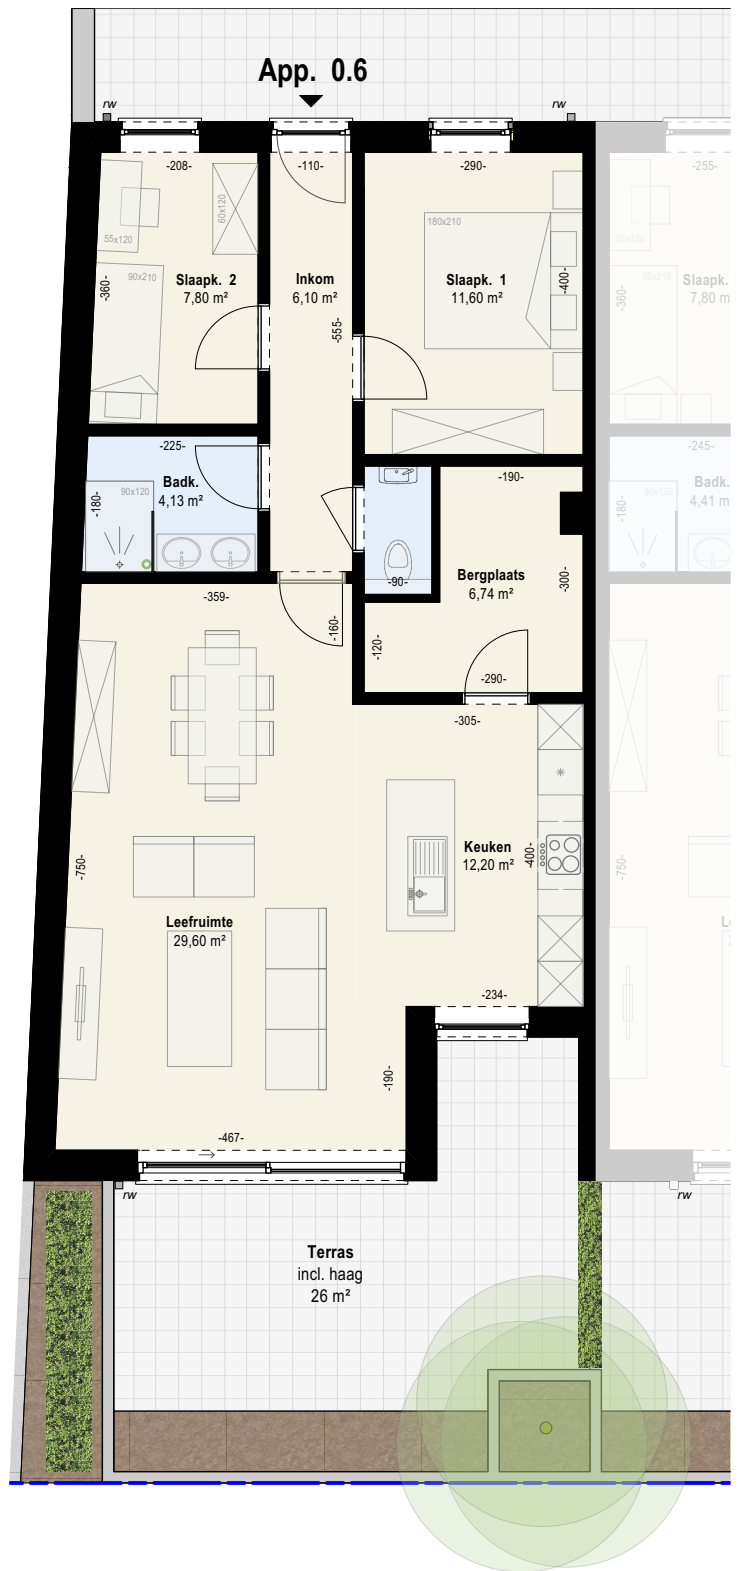 App. 0.6
rw
rw
-208-
-110-
-290-
-255-
55x120
60x120
90x210
180x210
-360-
Slaapk. 2
7,80 m²
Inkom
6,10 m²
-555-
Slaapk. 1
11,60 m²
-400-
55x120
90x210
-360-
Slaapk.
7,80 m
-225-
Badk.
4,13 m²
90x120
-180-
-190-
-90-
Bergplaats
6,74 m²
-300-
-120-
-290-
-245-
Badk.
4,41 m
90x120
-180-
-359-
-160-
-305-
Keuken
12,20 m²
-400-
-750-
Leefruimte
29,60 m²
-234-
-190-
-467-
-750-
rw
rw
Terras
incl. haag
26 m²